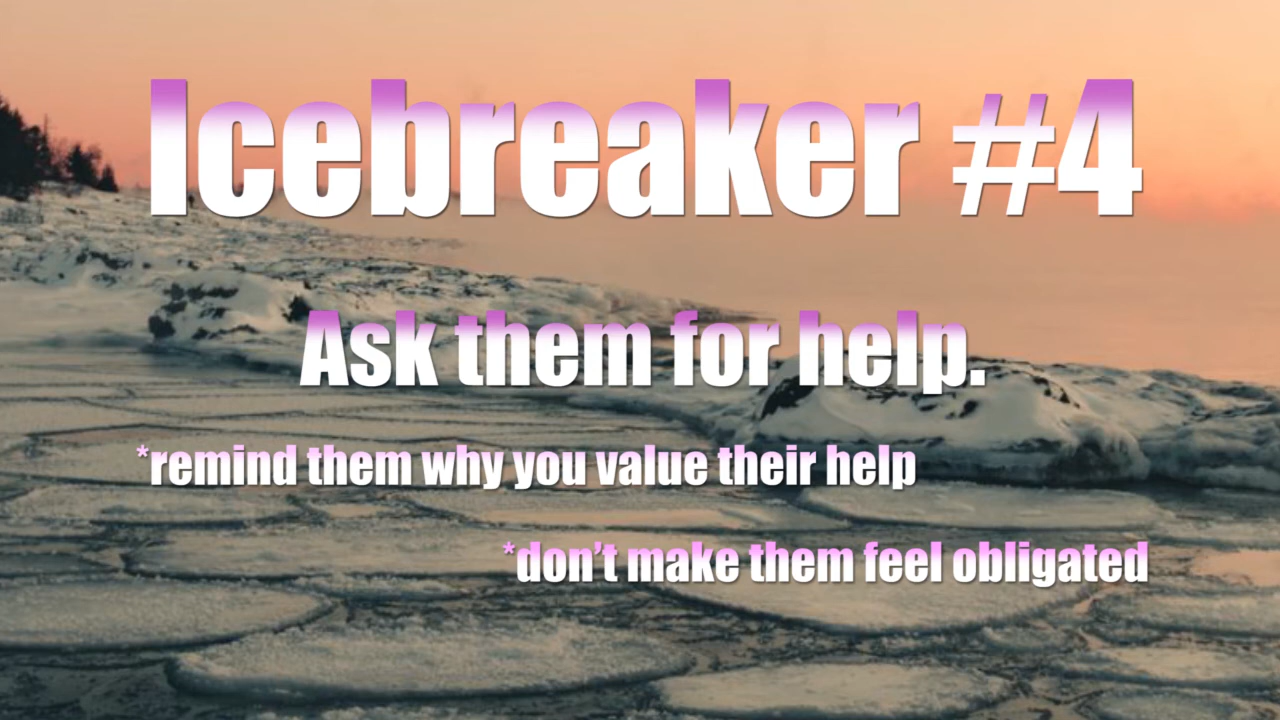 Icebreaker #4
Ask them for help.
*remind them why you value their help
*don't make them feel obligated